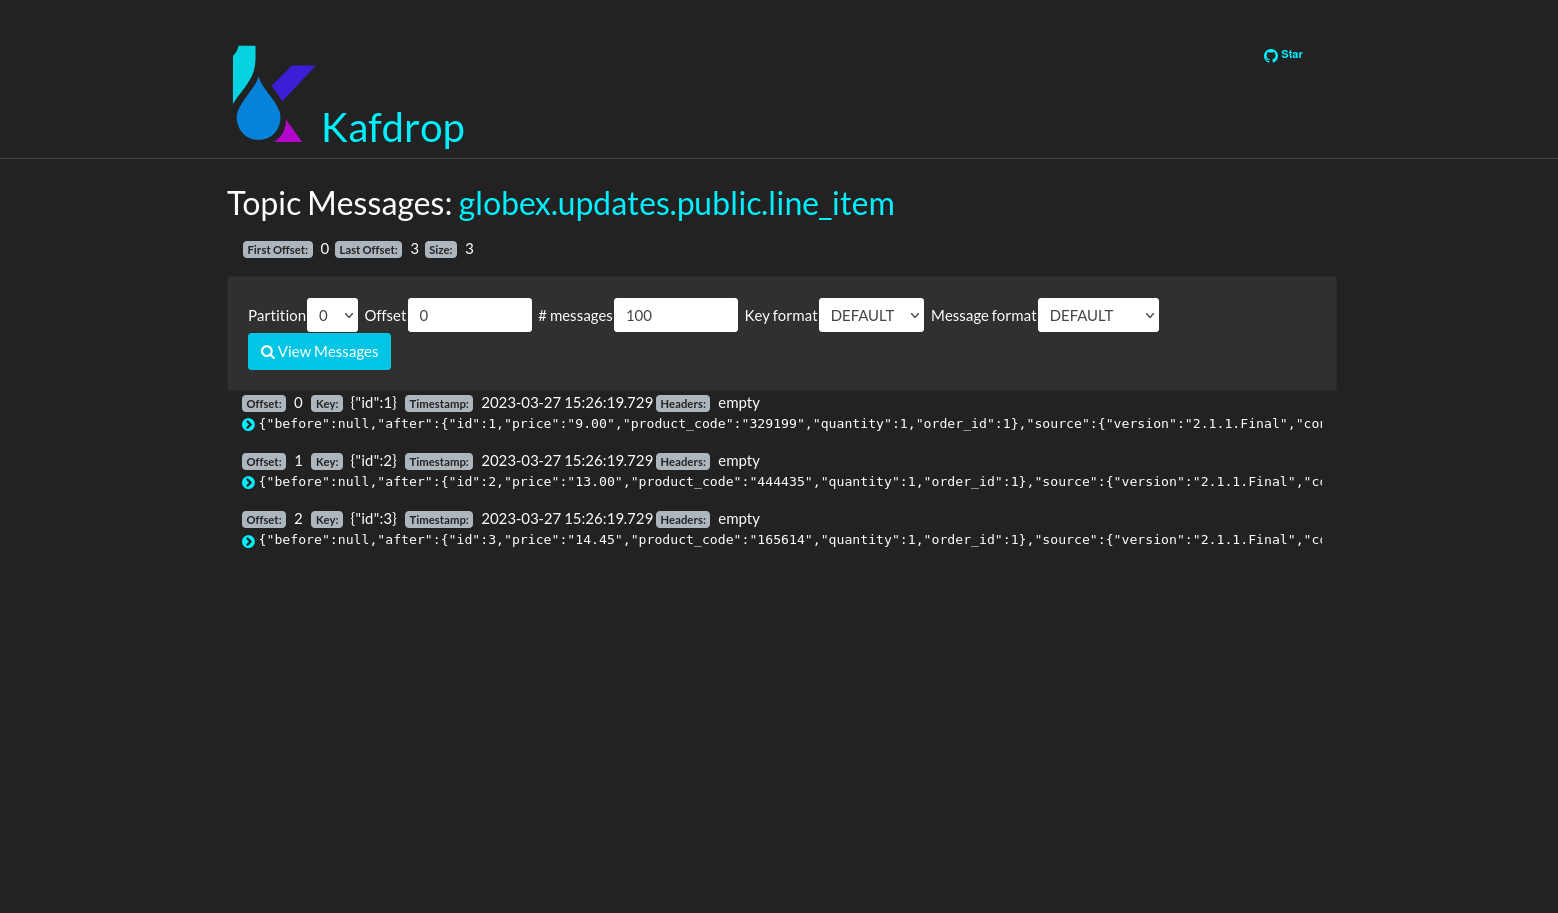 Star
Kafdrop
Topic Messages: globex.updates.public.line_item
First Offset: 0 Last Offset: 3 Size: 3
Partition 0 Offset 0 # messages 100 Key format DEFAULT Message format DEFAULT
View Messages
Offset: 0 Key: {"id":1} Timestamp: 2023-03-27 15:26:19.729 Headers: empty
{"before":null,"after":{"id":1,"price":"9.00","product_code":"329199","quantity":1,"order_id":1},"source":{"version":"2.1.1.Final","con
Offset: 1 Key: {"id":2} Timestamp: 2023-03-27 15:26:19.729 Headers: empty
{"before":null,"after":{"id":2,"price":"13.00","product_code":"444435","quantity":1,"order_id":1},"source":{"version":"2.1.1.Final","co
Offset: 2 Key: {"id":3} Timestamp: 2023-03-27 15:26:19.729 Headers: empty
{"before":null,"after":{"id":3,"price":"14.45","product_code":"165614","quantity":1,"order_id":1},"source":{"version":"2.1.1.Final","co